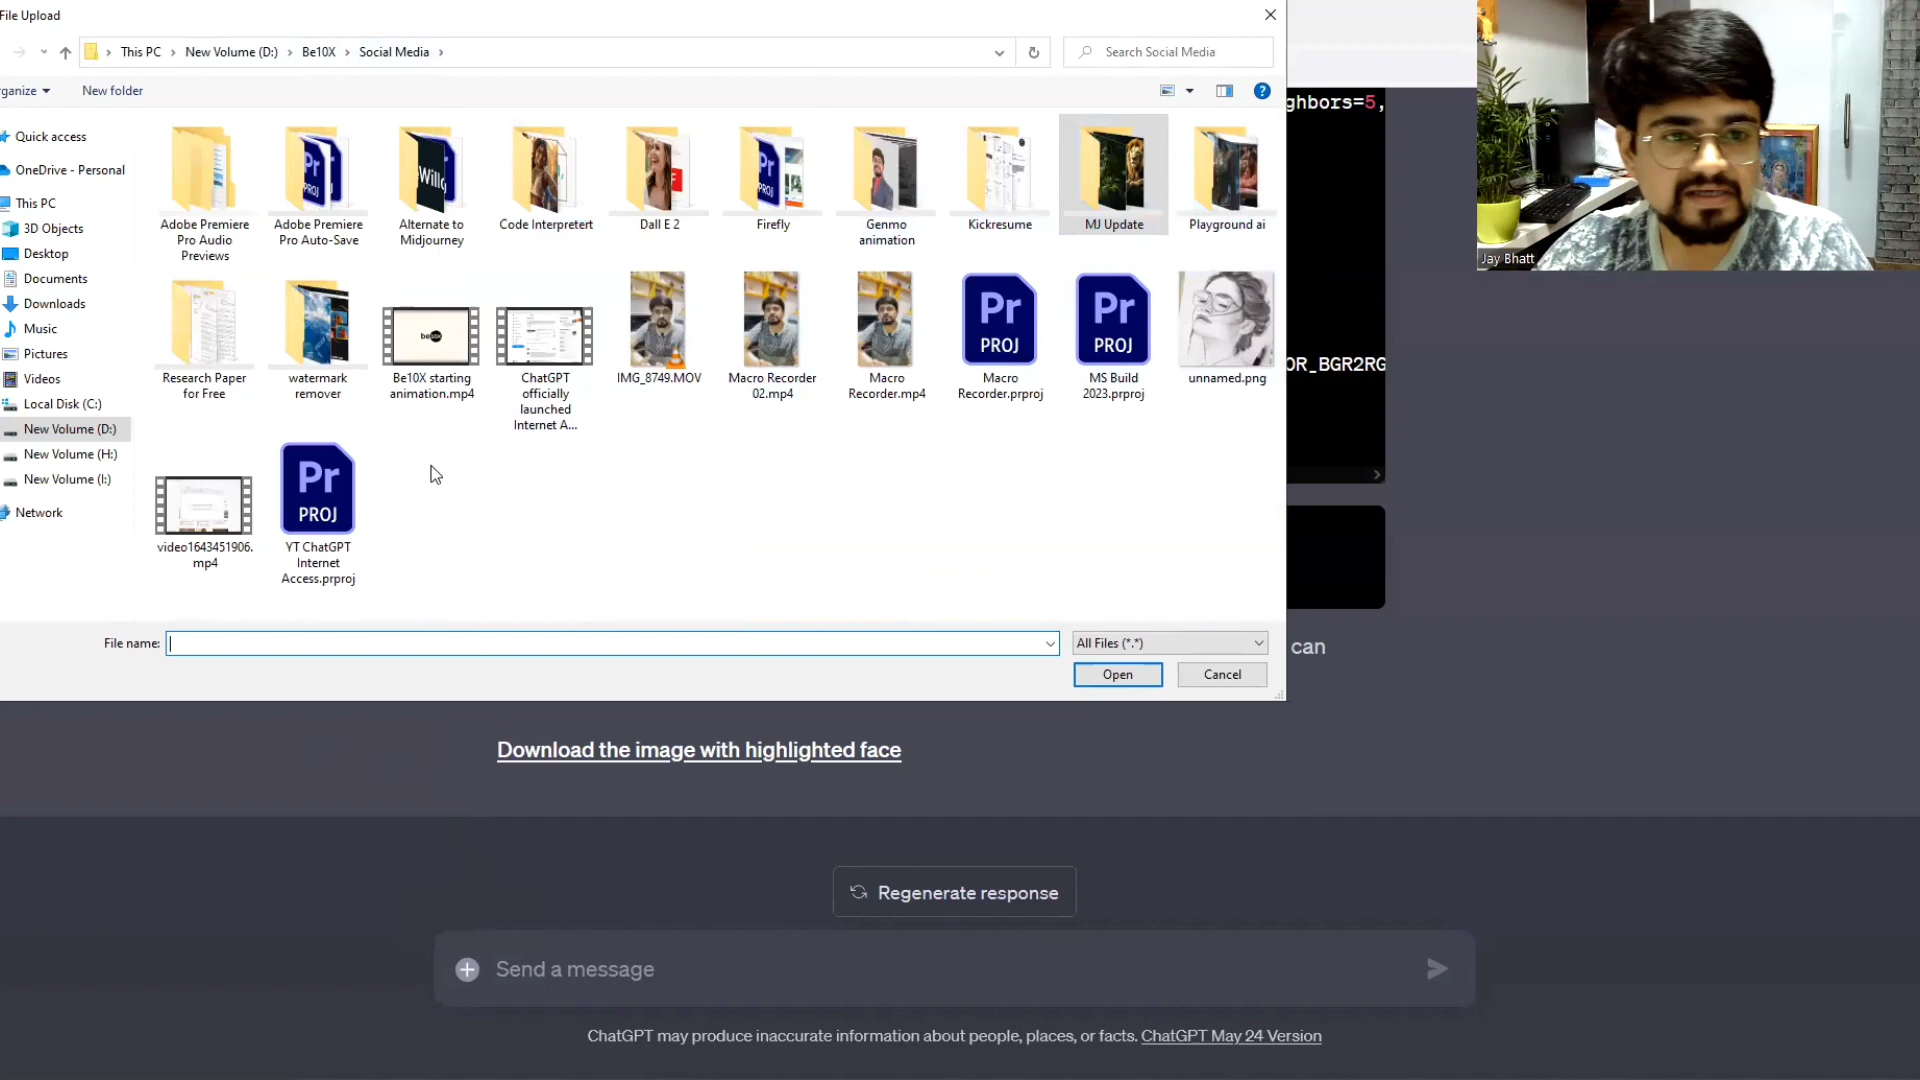 File Upload
This PC
New Volume (D:)
Be10X
Social Media
Search Social Media
rganize
New folder
ghbors=5,
Quick access
OneDrive - Personal
This PC
3D Objects
Desktop
Documents
Downloads
Music
Pictures
Videos
Local Disk (C:)
New Volume (D:)
New Volume (H:)
New Volume (I:)
Network
Adobe Premiere
Pro Audio
Previews
Adobe Premiere
Pro Auto-Save
Alternate to
Midjourney
Code Interpretert
Dall E 2
Firefly
Genmo
animation
Kickresume
MJ Update
Playground ai
Jay Bhatt
Research Paper
for Free
watermark
remover
Be10X starting
animation.mp4
ChatGPT
officially
launched
Internet A...
IMG_8749.MOV
Macro Recorder
02.mp4
Macro
Recorder.mp4
Pr
PROJ
Macro
Recorder.prproj
Pr
PROJ
MS Build
2023.prproj
unnamed.png
OR_BGR2RG
video1643451906.
mp4
Pr
PROJ
YT ChatGPT
Internet
Access.prproj
File name:
All Files (*.*)
Open
Cancel
can
Download the image with highlighted face
Regenerate response
Send a message
ChatGPT may produce inaccurate information about people, places, or facts. ChatGPT May 24 Version